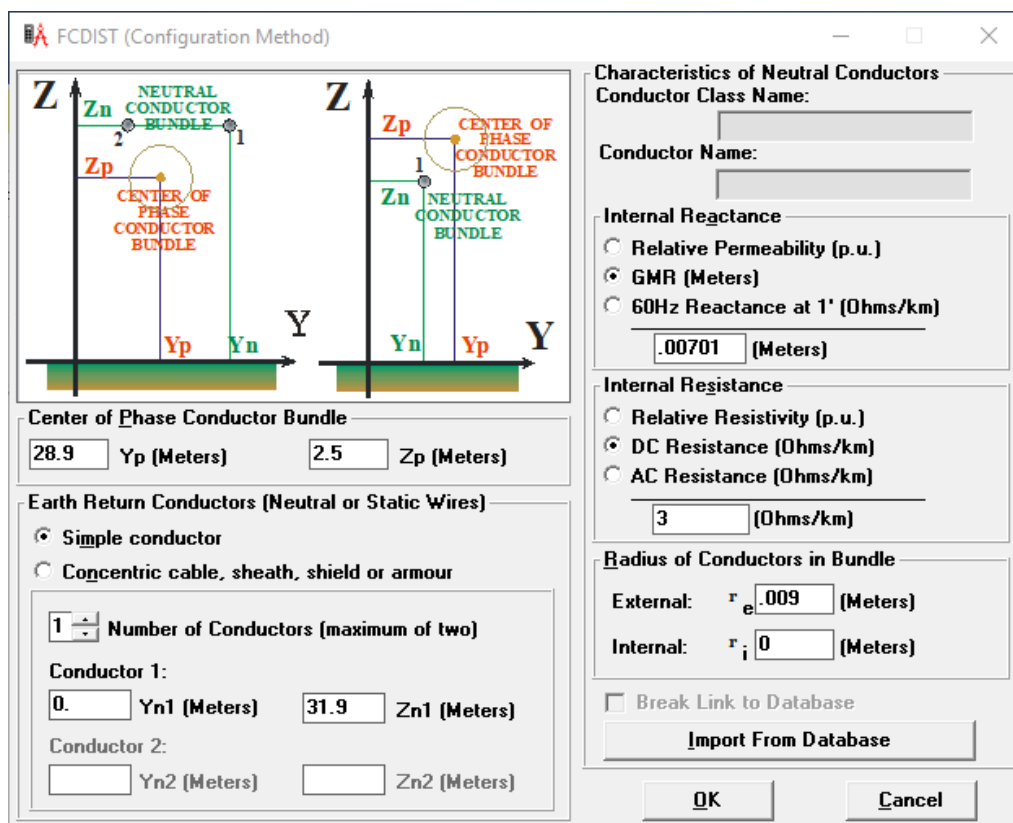 FCDIST (Configuration Method)
Z
Zn
NEUTRAL
CONDUCTOR
BUNDLE
2
1
Zp
CENTER OF
PHASE
CONDUCTOR
BUNDLE
Yp
Yn
Y
Z
Zp
CENTER OF
PHASE
CONDUCTOR
BUNDLE
1
Zn
NEUTRAL
CONDUCTOR
BUNDLE
Yn
Yp
Y
Center of Phase Conductor Bundle
28.9 Yp (Meters) 2.5 Zp (Meters)
Earth Return Conductors (Neutral or Static Wires)
Simple conductor
Concentric cable, sheath, shield or armour
1 Number of Conductors (maximum of two)
Conductor 1:
0. Yn1 (Meters) 31.9 Zn1 (Meters)
Conductor 2:
Yn2 (Meters) Zn2 (Meters)
Characteristics of Neutral Conductors
Conductor Class Name:
Conductor Name:
Internal Reactance
Relative Permeability (p.u.)
GMR (Meters)
60Hz Reactance at 1' (Ohms/km)
.00701 (Meters)
Internal Resistance
Relative Resistivity (p.u.)
DC Resistance (Ohms/km)
AC Resistance (Ohms/km)
3 (Ohms/km)
Radius of Conductors in Bundle
External: r e .009 (Meters)
Internal: r i 0 (Meters)
Break Link to Database
Import From Database
OK Cancel